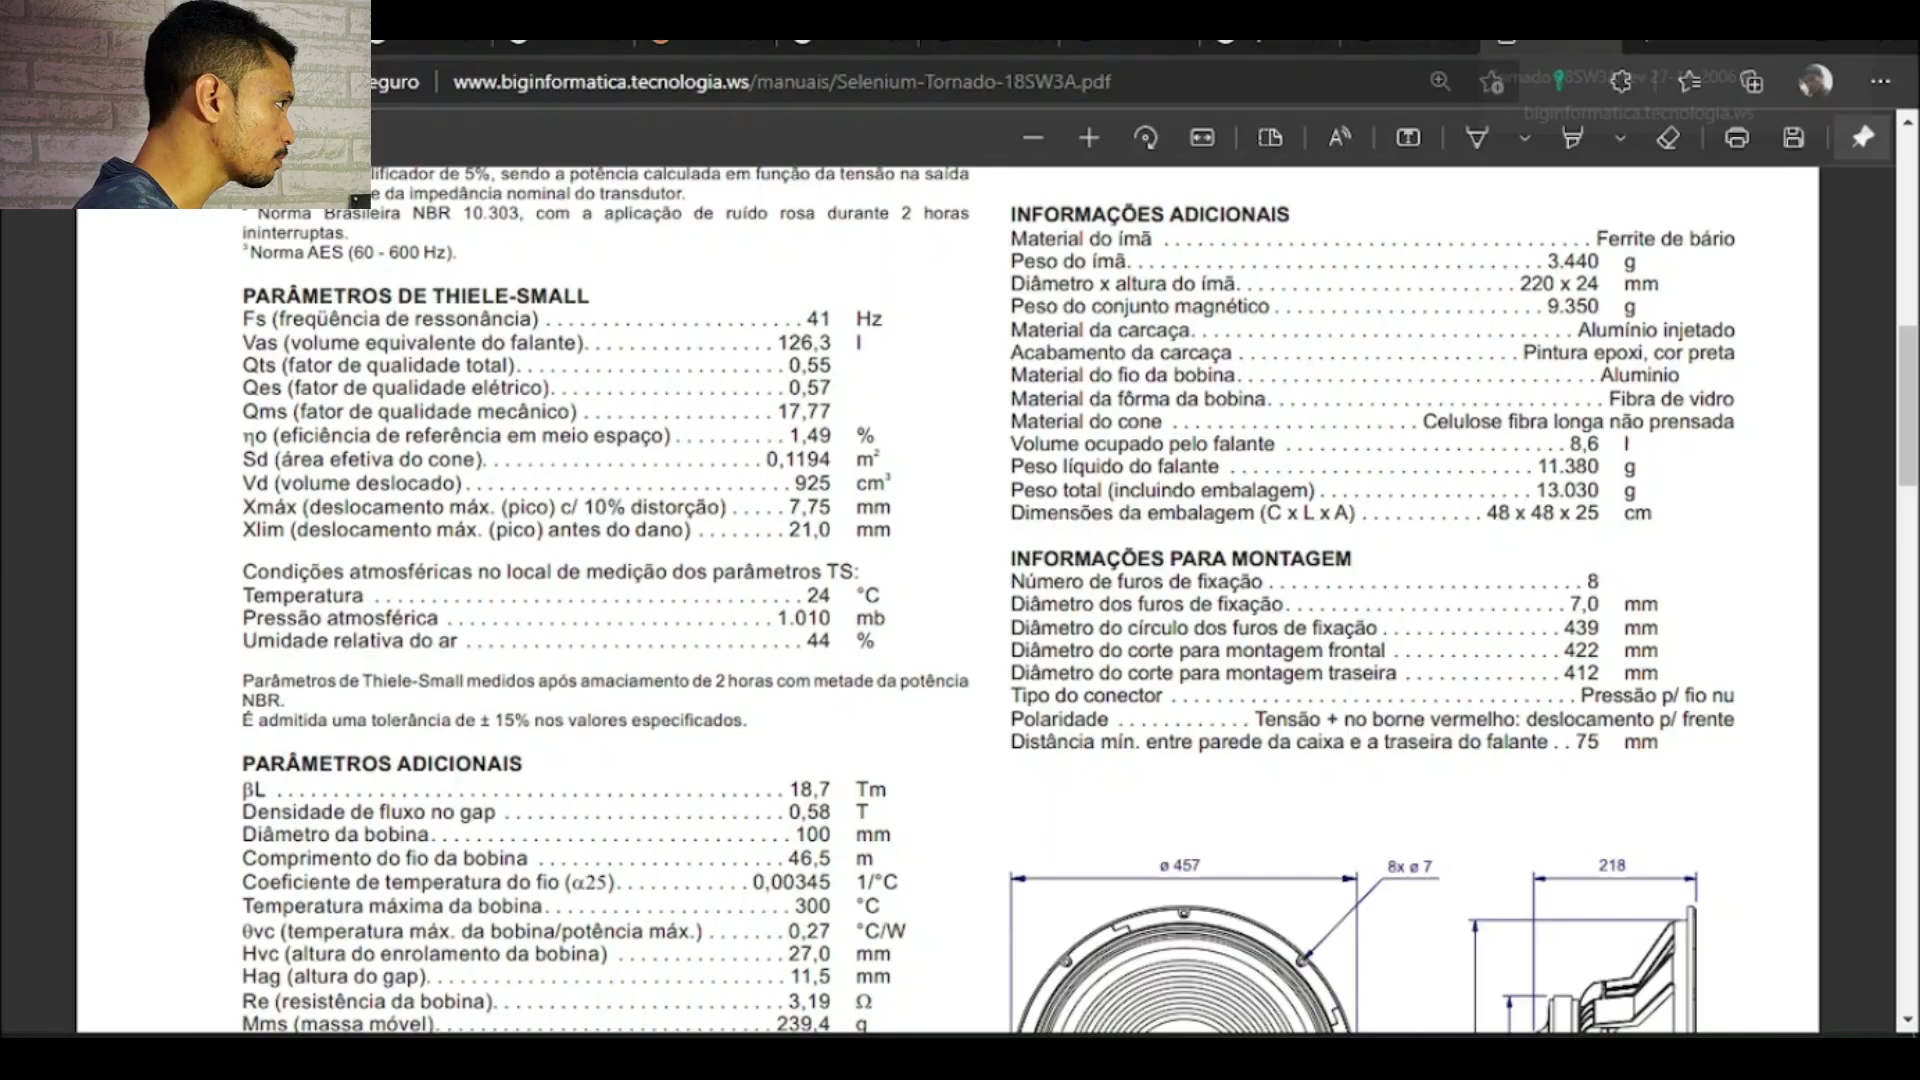 eguro | www.biginformatica.tecnologia.ws/manuais/Selenium-Tornado-18SW3A.pdf
biginformatica.tecnologia.ws
lificador de 5%, sendo a potência calculada em função da tensão na saída
e da impedância nominal do transdutor.
Norma Brasileira NBR 10.303, com a aplicação de ruído rosa durante 2 horas
ininterruptas.
³Norma AES (60 - 600 Hz).
PARÂMETROS DE THIELE-SMALL
Fs (freqüência de ressonância) . . . . . . . . . . . . . . . . . . . . . . 41 Hz
Vas (volume equivalente do falante). . . . . . . . . . . . . . . . . 126,3 l
Qts (fator de qualidade total). . . . . . . . . . . . . . . . . . . . . . . 0,55
Qes (fator de qualidade elétrico). . . . . . . . . . . . . . . . . . . . 0,57
Qms (fator de qualidade mecânico) . . . . . . . . . . . . . . . . . 17,77
ηo (eficiência de referência em meio espaço) . . . . . . . . . . 1,49 %
Sd (área efetiva do cone). . . . . . . . . . . . . . . . . . . . . . . . 0,1194 m²
Vd (volume deslocado) . . . . . . . . . . . . . . . . . . . . . . . . . . . 925 cm³
Xmáx (deslocamento máx. (pico) c/ 10% distorção) . . . . . 7,75 mm
Xlim (deslocamento máx. (pico) antes do dano) . . . . . . . . 21,0 mm
Condições atmosféricas no local de medição dos parâmetros TS:
Temperatura . . . . . . . . . . . . . . . . . . . . . . . . . . . . . . . . . . . . 24 °C
Pressão atmosférica . . . . . . . . . . . . . . . . . . . . . . . . . . . . 1.010 mb
Umidade relativa do ar . . . . . . . . . . . . . . . . . . . . . . . . . . . . 44 %
Parâmetros de Thiele-Small medidos após amaciamento de 2 horas com metade da potência
NBR.
É admitida uma tolerância de ± 15% nos valores especificados.
PARÂMETROS ADICIONAIS
βL . . . . . . . . . . . . . . . . . . . . . . . . . . . . . . . . . . . . . . . . . . . 18,7 Tm
Densidade de fluxo no gap . . . . . . . . . . . . . . . . . . . . . . . . 0,58 T
Diâmetro da bobina. . . . . . . . . . . . . . . . . . . . . . . . . . . . . . 100 mm
Comprimento do fio da bobina . . . . . . . . . . . . . . . . . . . . . 46,5 m
Coeficiente de temperatura do fio (α25). . . . . . . . . . . . 0,00345 1/°C
Temperatura máxima da bobina. . . . . . . . . . . . . . . . . . . . . 300 °C
θvc (temperatura máx. da bobina/potência máx.) . . . . . . . 0,27 °C/W
Hvc (altura do enrolamento da bobina) . . . . . . . . . . . . . . 27,0 mm
Hag (altura do gap). . . . . . . . . . . . . . . . . . . . . . . . . . . . . . 11,5 mm
Re (resistência da bobina). . . . . . . . . . . . . . . . . . . . . . . . . 3,19 Ω
Mms (massa móvel). . . . . . . . . . . . . . . . . . . . . . . . . . . . 239,4 g
INFORMAÇÕES ADICIONAIS
Material do ímã . . . . . . . . . . . . . . . . . . . . . . . . . . . . . . . . . Ferrite de bário
Peso do ímã. . . . . . . . . . . . . . . . . . . . . . . . . . . . . . . . . . . . 3.440 g
Diâmetro x altura do ímã. . . . . . . . . . . . . . . . . . . . . . . . 220 x 24 mm
Peso do conjunto magnético . . . . . . . . . . . . . . . . . . . . . . 9.350 g
Material da carcaça. . . . . . . . . . . . . . . . . . . . . . . . . . . . . Alumínio injetado
Acabamento da carcaça . . . . . . . . . . . . . . . . . . . . . . . Pintura epoxi, cor preta
Material do fio da bobina. . . . . . . . . . . . . . . . . . . . . . . . . . . . Aluminio
Material da fôrma da bobina. . . . . . . . . . . . . . . . . . . . . . . . . . Fibra de vidro
Material do cone . . . . . . . . . . . . . . . . . . . Celulose fibra longa não prensada
Volume ocupado pelo falante . . . . . . . . . . . . . . . . . . . . . . . 8,6 l
Peso líquido do falante . . . . . . . . . . . . . . . . . . . . . . . . . . 11.380 g
Peso total (incluindo embalagem) . . . . . . . . . . . . . . . . . 13.030 g
Dimensões da embalagem (C x L x A) . . . . . . . . . . 48 x 48 x 25 cm
INFORMAÇÕES PARA MONTAGEM
Número de furos de fixação . . . . . . . . . . . . . . . . . . . . . . . . . 8
Diâmetro dos furos de fixação. . . . . . . . . . . . . . . . . . . . . . . 7,0 mm
Diâmetro do círculo dos furos de fixação . . . . . . . . . . . . . . 439 mm
Diâmetro do corte para montagem frontal . . . . . . . . . . . . . 422 mm
Diâmetro do corte para montagem traseira . . . . . . . . . . . . 412 mm
Tipo do conector . . . . . . . . . . . . . . . . . . . . . . . . . . . . . . . Pressão p/ fio nu
Polaridade . . . . . . . . . . . . Tensão + no borne vermelho: deslocamento p/ frente
Distância mín. entre parede da caixa e a traseira do falante . . 75 mm
ø 457
8x ø 7
218